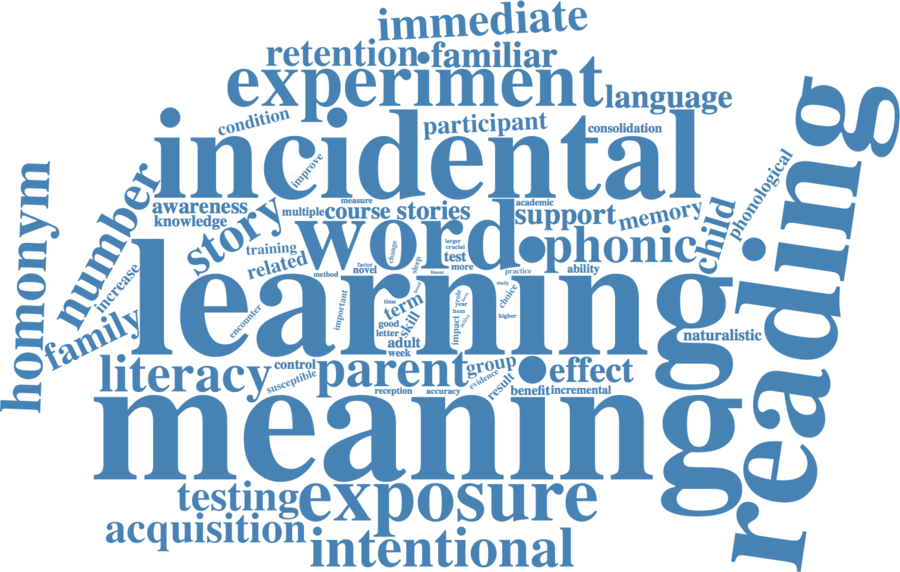 immediate
retention familiar
experiment
language
condition
participant
consolidation
incidental
improve
phonological
reading
homonym
number
awareness
knowledge
story
measure
multiple
course stories
academic
support
memory
child
word
phonic
training
related
change
sleep
larger
crucial
test
more
ability
increase
method
factor
novel
linear
practice
study
learning
encounter
important
time
term
good
skill
letter
adult
week
impact
year
item
choice
higher
naturalistic
family
literacy
control
susceptible
parent
group
effect
reception
accuracy
evidence
result
benefit
incremental
meaning
testing
exposure
acquisition
intentional